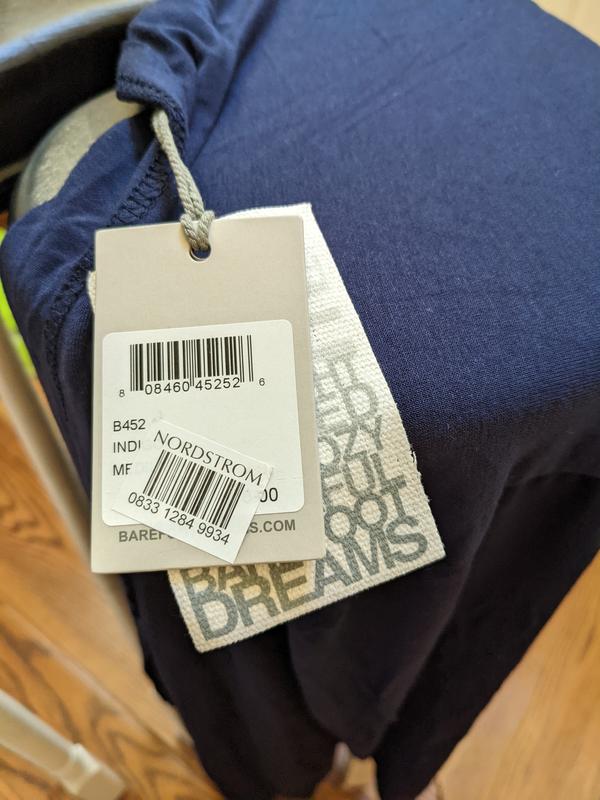 8 08460 45252 6
B452
INDI
MF
00
NORDSTROM
0833 1284 9934
BAREF S.COM
HT
ED
OZY
FUL
OOT
DREAMS